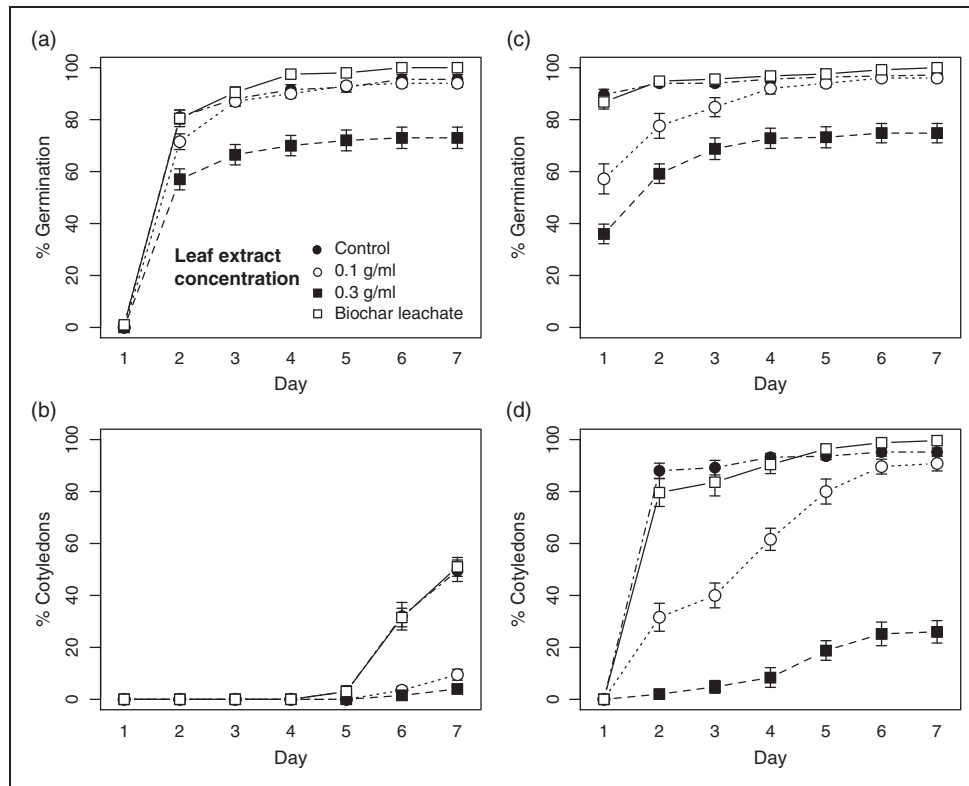 (a)
% Germination
100
80
60
40
20
0
Leaf extract
concentration
Control
0.1 g/ml
0.3 g/ml
Biochar leachate
1 2 3 4 5 6 7
Day
(c)
% Germination
100
80
60
40
20
0
1 2 3 4 5 6 7
Day
(b)
% Cotyledons
100
80
60
40
20
0
1 2 3 4 5 6 7
Day
(d)
% Cotyledons
100
80
60
40
20
0
1 2 3 4 5 6 7
Day